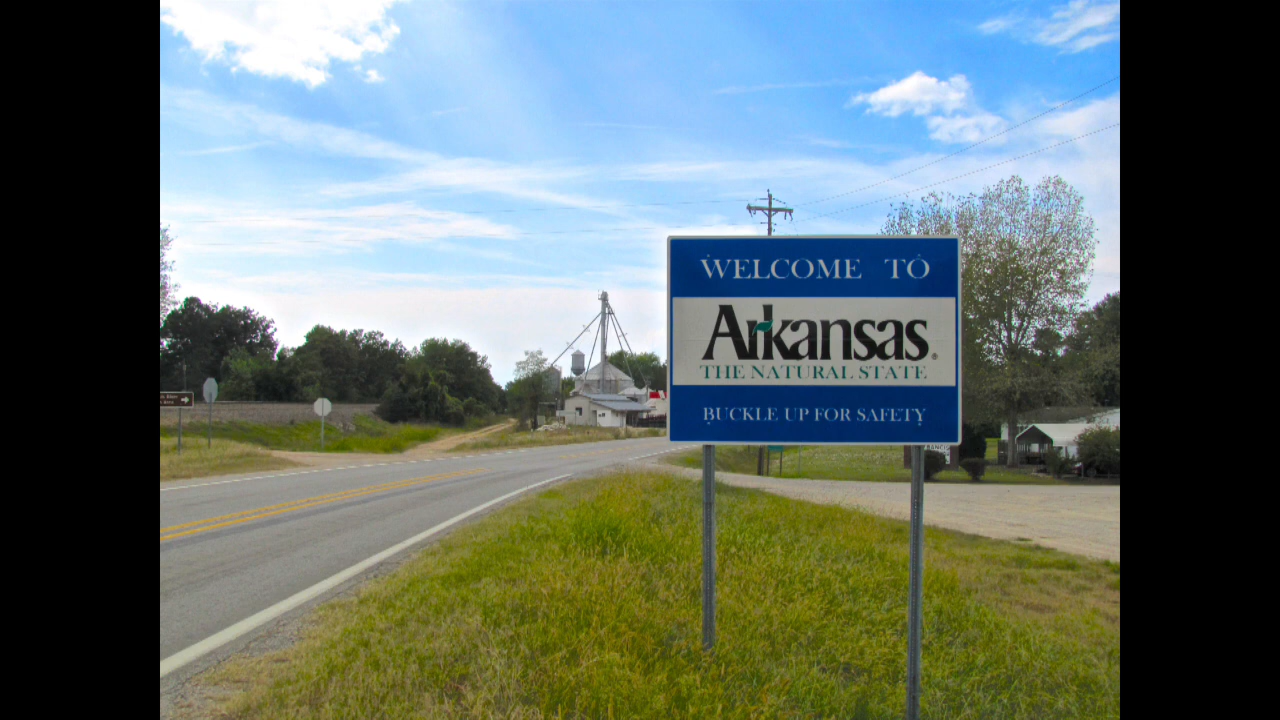 WELCOME TO
Arkansas
THE NATURAL STATE
BUCKLE UP FOR SAFETY